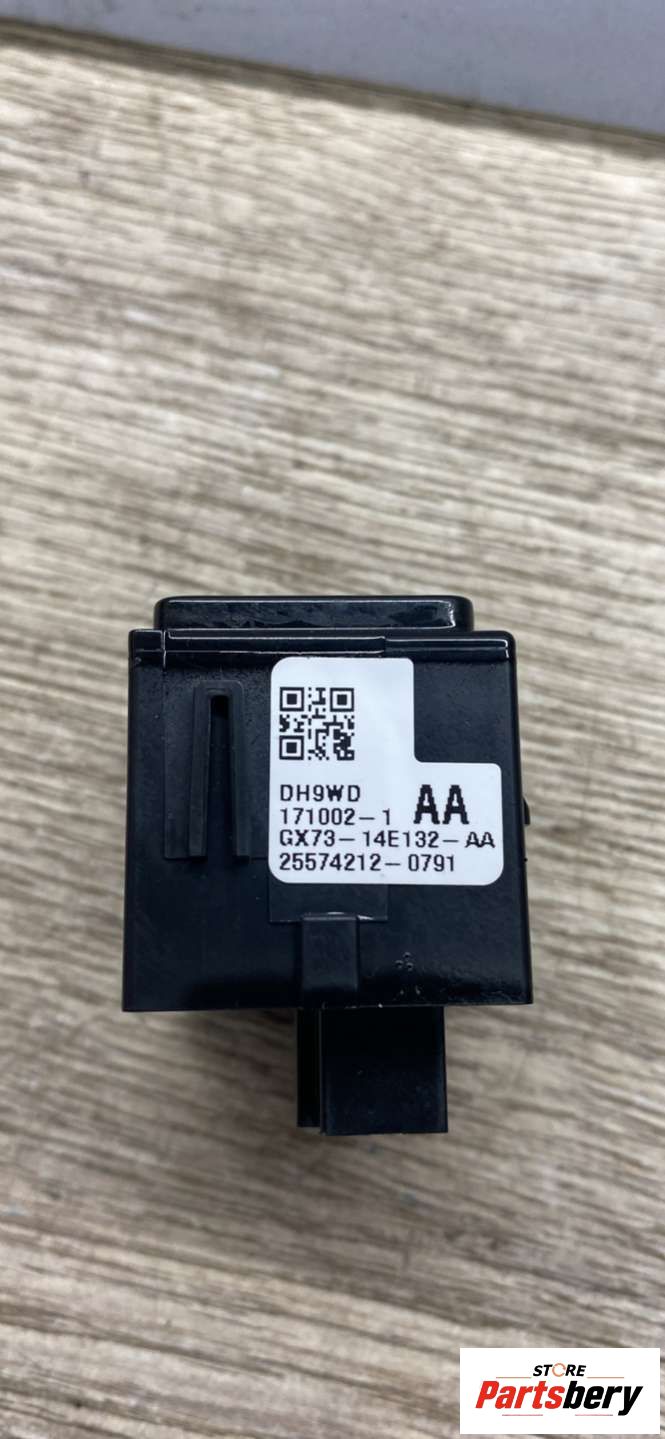 DH9WD
171002-1 AA
GX73-14E132-AA
25574212-0791
STORE
Partsbery